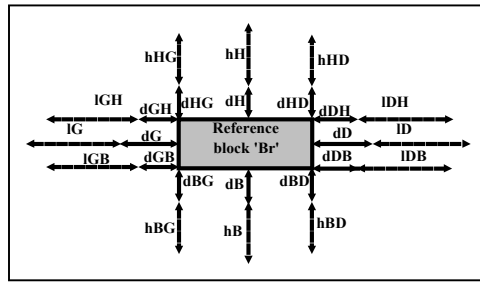 hHG hH hHD
lGH dGH dHG dH dHD dDH lDH
lG dG Reference dD lD
block 'Br'
lGB dGB dDB lDB
dBG dB dBD
hBG hB hBD